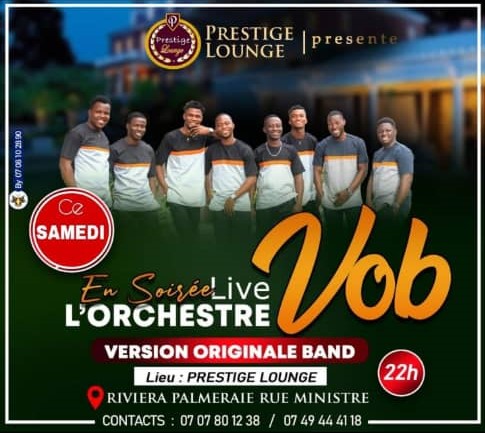 P
Prestige
Lounge
PRESTIGE
LOUNGE
presente
By 07 08 10 28 90
Ce
SAMEDI
En Soirée Live
L'ORCHESTRE
Vob
VERSION ORIGINALE BAND
Lieu : PRESTIGE LOUNGE
22h
RIVIERA PALMERAIE RUE MINISTRE
CONTACTS : 07 07 80 12 38 / 07 49 44 41 18